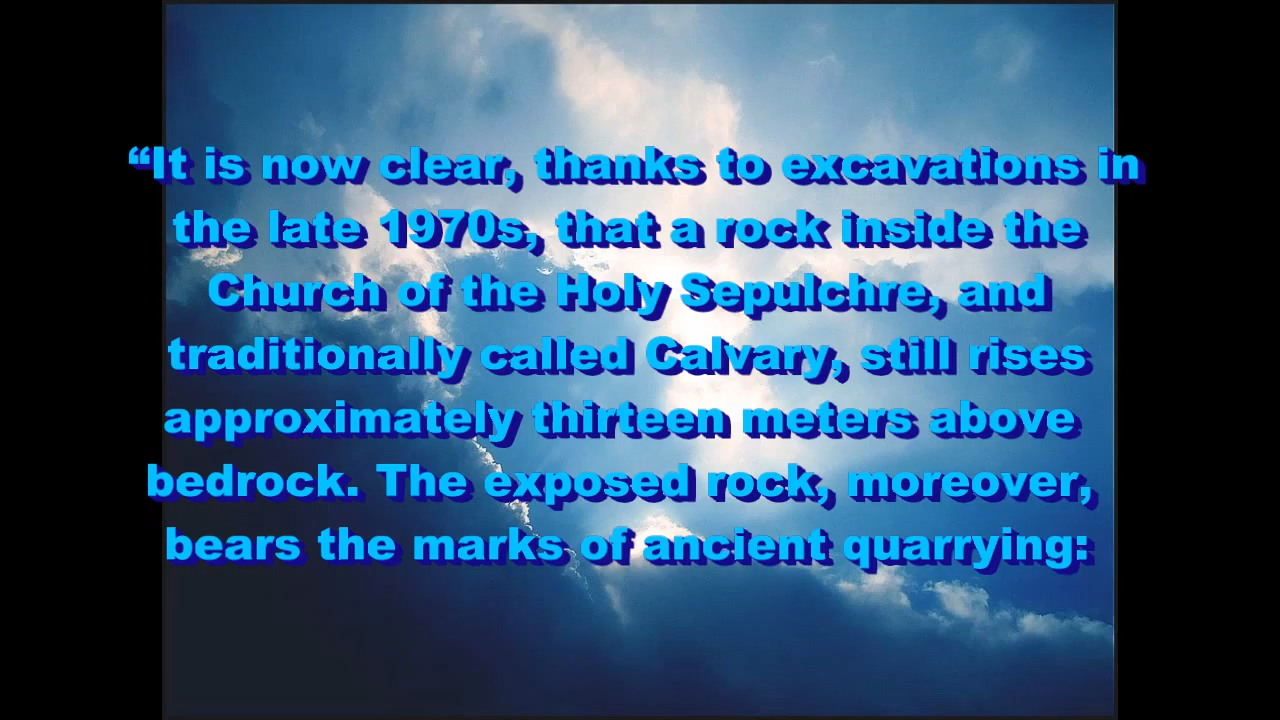 “It is now clear, thanks to excavations in
the late 1970s, that a rock inside the
Church of the Holy Sepulchre, and
traditionally called Calvary, still rises
approximately thirteen meters above
bedrock. The exposed rock, moreover,
bears the marks of ancient quarrying: